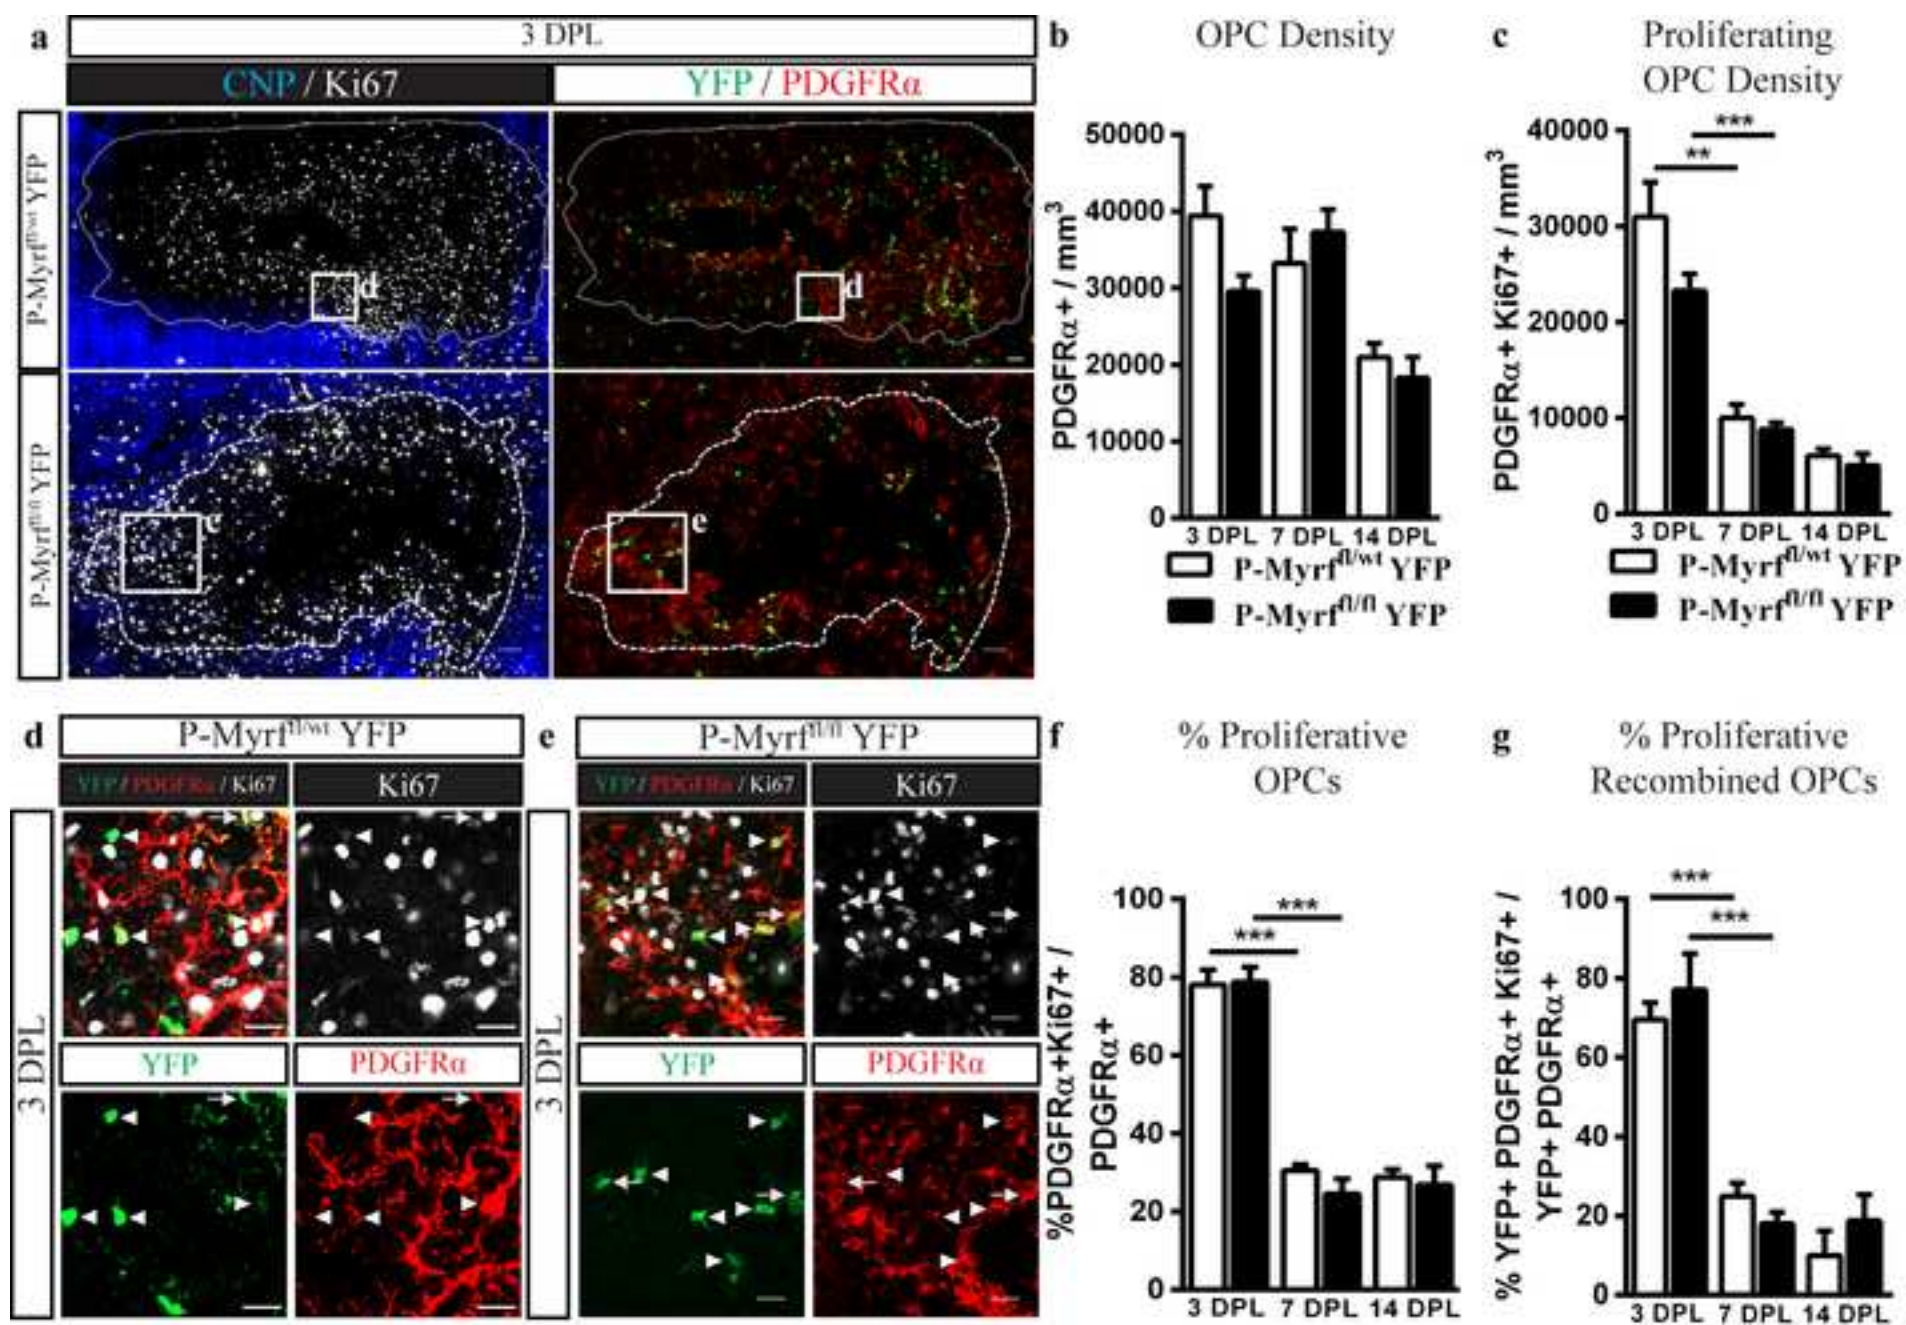 a
3 DPL
CNP / Ki67
YFP / PDGFRα
P-Myrf^fl/wt YFP
d
d
P-Myrf^fl/fl YFP
e
e
b
OPC Density
PDGFRα+ / mm³
50000
40000
30000
20000
10000
0
3 DPL 7 DPL 14 DPL
P-Myrf^fl/wt YFP
P-Myrf^fl/fl YFP
c
Proliferating
OPC Density
PDGFRα+ Ki67+ / mm³
40000
30000
20000
10000
0
***
**
3 DPL 7 DPL 14 DPL
P-Myrf^fl/wt YFP
P-Myrf^fl/fl YFP
d
P-Myrf^fl/wt YFP
YFP / PDGFRα / Ki67
Ki67
3 DPL
YFP
PDGFRα
e
P-Myrf^fl/fl YFP
YFP / PDGFRα / Ki67
Ki67
3 DPL
YFP
PDGFRα
f
% Proliferative
OPCs
%PDGFRα+Ki67+ /
PDGFRα+
100
80
60
40
20
0
***
***
3 DPL 7 DPL 14 DPL
g
% Proliferative
Recombined OPCs
% YFP+ PDGFRα+ Ki67+ /
YFP+ PDGFRα+
100
80
60
40
20
0
***
***
3 DPL 7 DPL 14 DPL